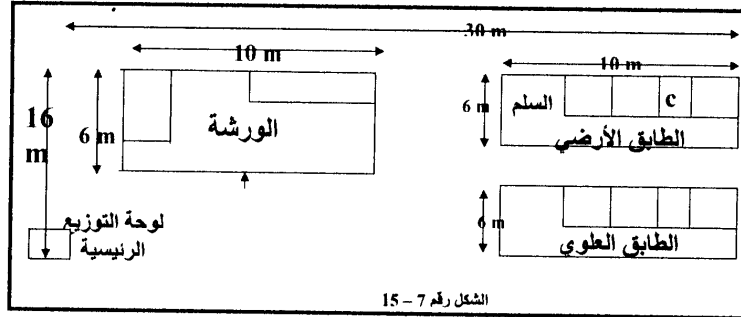 30 m
10 m
10 m
16 m
6 m
الورشة
6 m
السلم
c
الطابق الأرضي
6 m
الطابق العلوي
لوحة التوزيع
الرئيسية
الشكل رقم 7 – 15